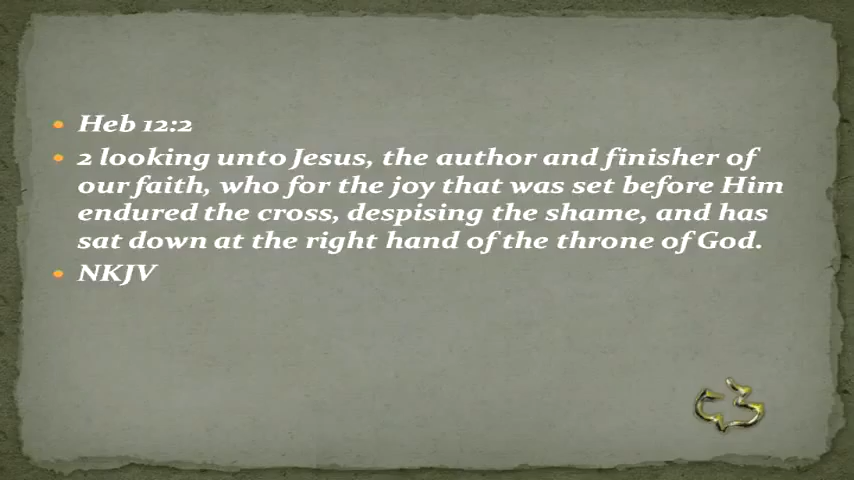 Heb 12:2
2 looking unto Jesus, the author and finisher of
our faith, who for the joy that was set before Him
endured the cross, despising the shame, and has
sat down at the right hand of the throne of God.
NKJV